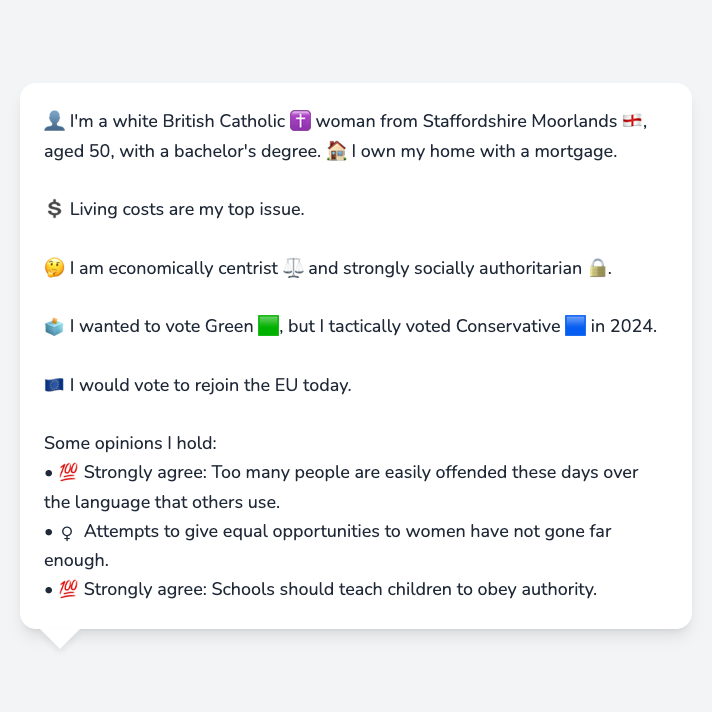 👤 I'm a white British Catholic ✝️ woman from Staffordshire Moorlands 🏴󠁧󠁢󠁥󠁮󠁧󠁿,
aged 50, with a bachelor's degree. 🏠 I own my home with a mortgage.
💲 Living costs are my top issue.
🤔 I am economically centrist ⚖️ and strongly socially authoritarian 🔒.
🗳️ I wanted to vote Green 🟩, but I tactically voted Conservative 🟦 in 2024.
🇪🇺 I would vote to rejoin the EU today.
Some opinions I hold:
• 💯 Strongly agree: Too many people are easily offended these days over
the language that others use.
• ♀ Attempts to give equal opportunities to women have not gone far
enough.
• 💯 Strongly agree: Schools should teach children to obey authority.